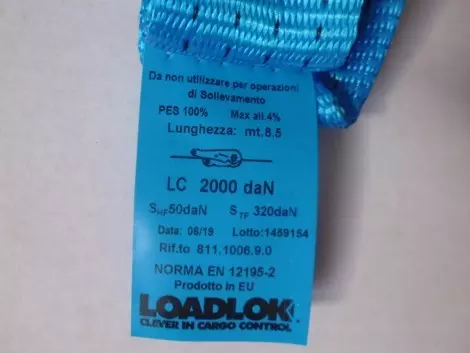 Da non utilizzare per operazioni
di Sollevamento
PES 100% Max all.4%
Lunghezza: mt.8.5
LC 2000 daN
SHF50daN STF 320daN
Data: 06/19 Lotto:1459154
Rif.to 811.1006.9.0
NORMA EN 12195-2
Prodotto in EU
LOADLOK
CLEVER IN CARGO CONTROL